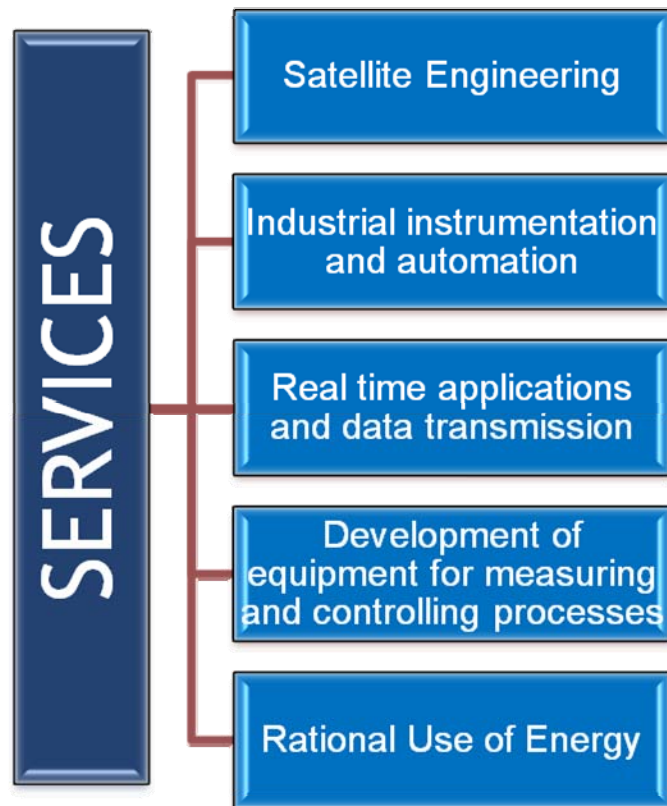 SERVICES
Satellite Engineering
Industrial instrumentation
and automation
Real time applications
and data transmission
Development of
equipment for measuring
and controlling processes
Rational Use of Energy